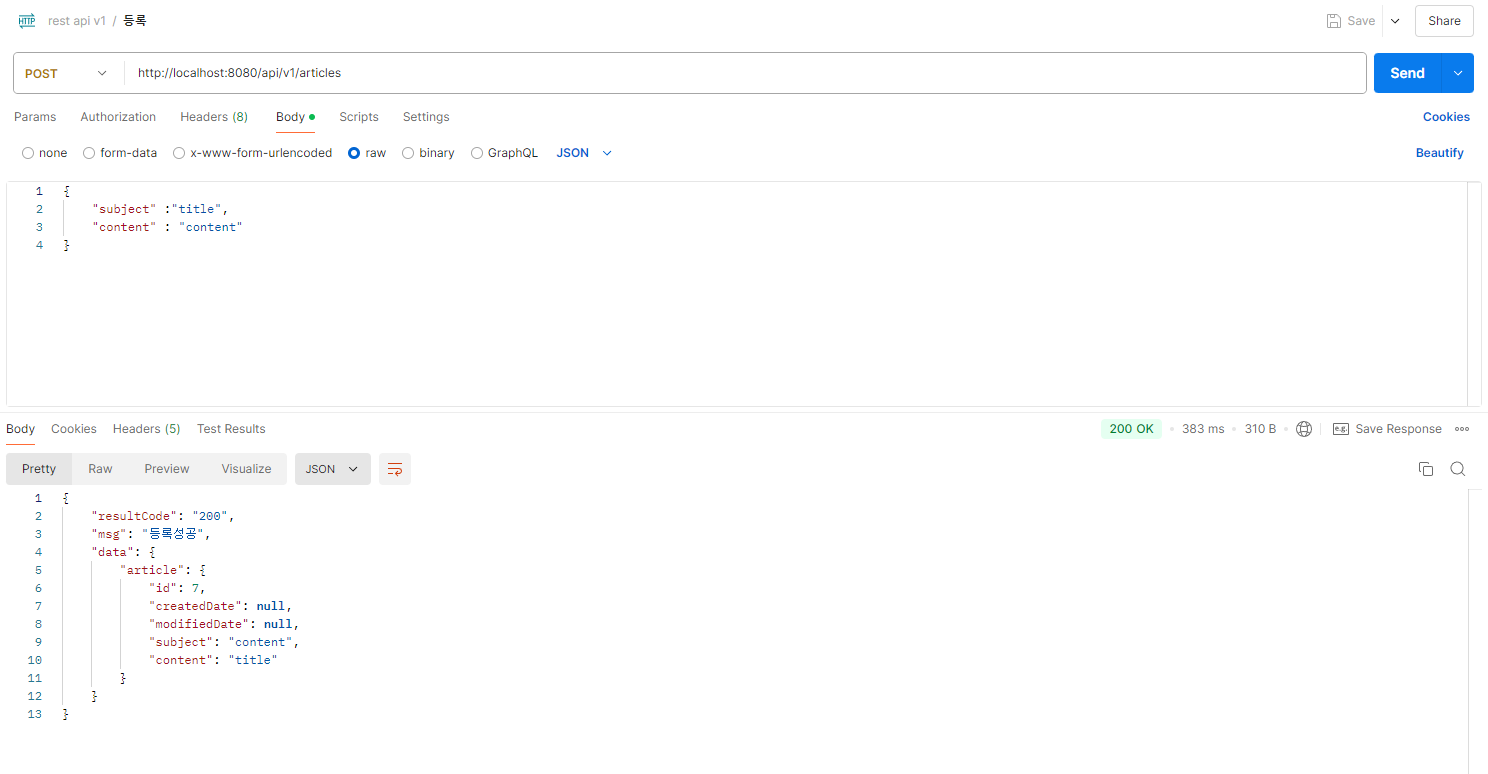 HTTP rest api v1 / 등록 Save Share
POST http://localhost:8080/api/v1/articles Send
Params Authorization Headers (8) Body Scripts Settings Cookies
none form-data x-www-form-urlencoded raw binary GraphQL JSON Beautify
1 {
2 "subject" :"title",
3 "content" : "content"
4 }
Body Cookies Headers (5) Test Results 200 OK 383 ms 310 B e.g. Save Response
Pretty Raw Preview Visualize JSON
1 {
2 "resultCode": "200",
3 "msg": "등록성공",
4 "data": {
5 "article": {
6 "id": 7,
7 "createdDate": null,
8 "modifiedDate": null,
9 "subject": "content",
10 "content": "title"
11 }
12 }
13 }